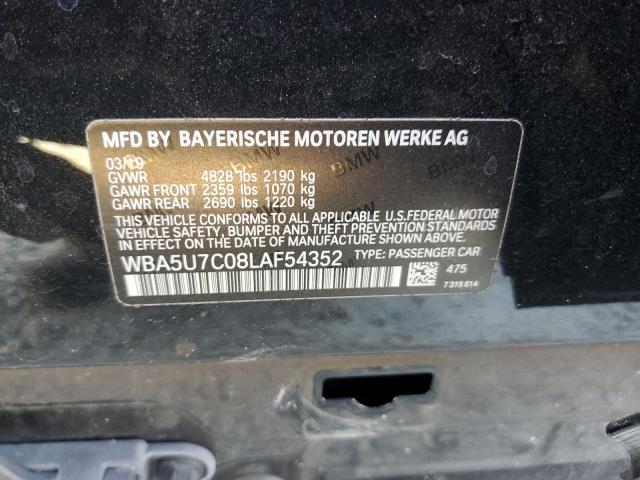 MFD BY BAYERISCHE MOTOREN WERKE AG
03/19
GVWR 4828 lbs 2190 kg
GAWR FRONT 2359 lbs 1070 kg
GAWR REAR 2690 lbs 1220 kg
THIS VEHICLE CONFORMS TO ALL APPLICABLE U.S.FEDERAL MOTOR
VEHICLE SAFETY, BUMPER AND THEFT PREVENTION STANDARDS
IN EFFECT ON THE DATE OF MANUFACTURE SHOWN ABOVE.
WBA5U7C08LAF54352 TYPE: PASSENGER CAR
475
7315614
BMW